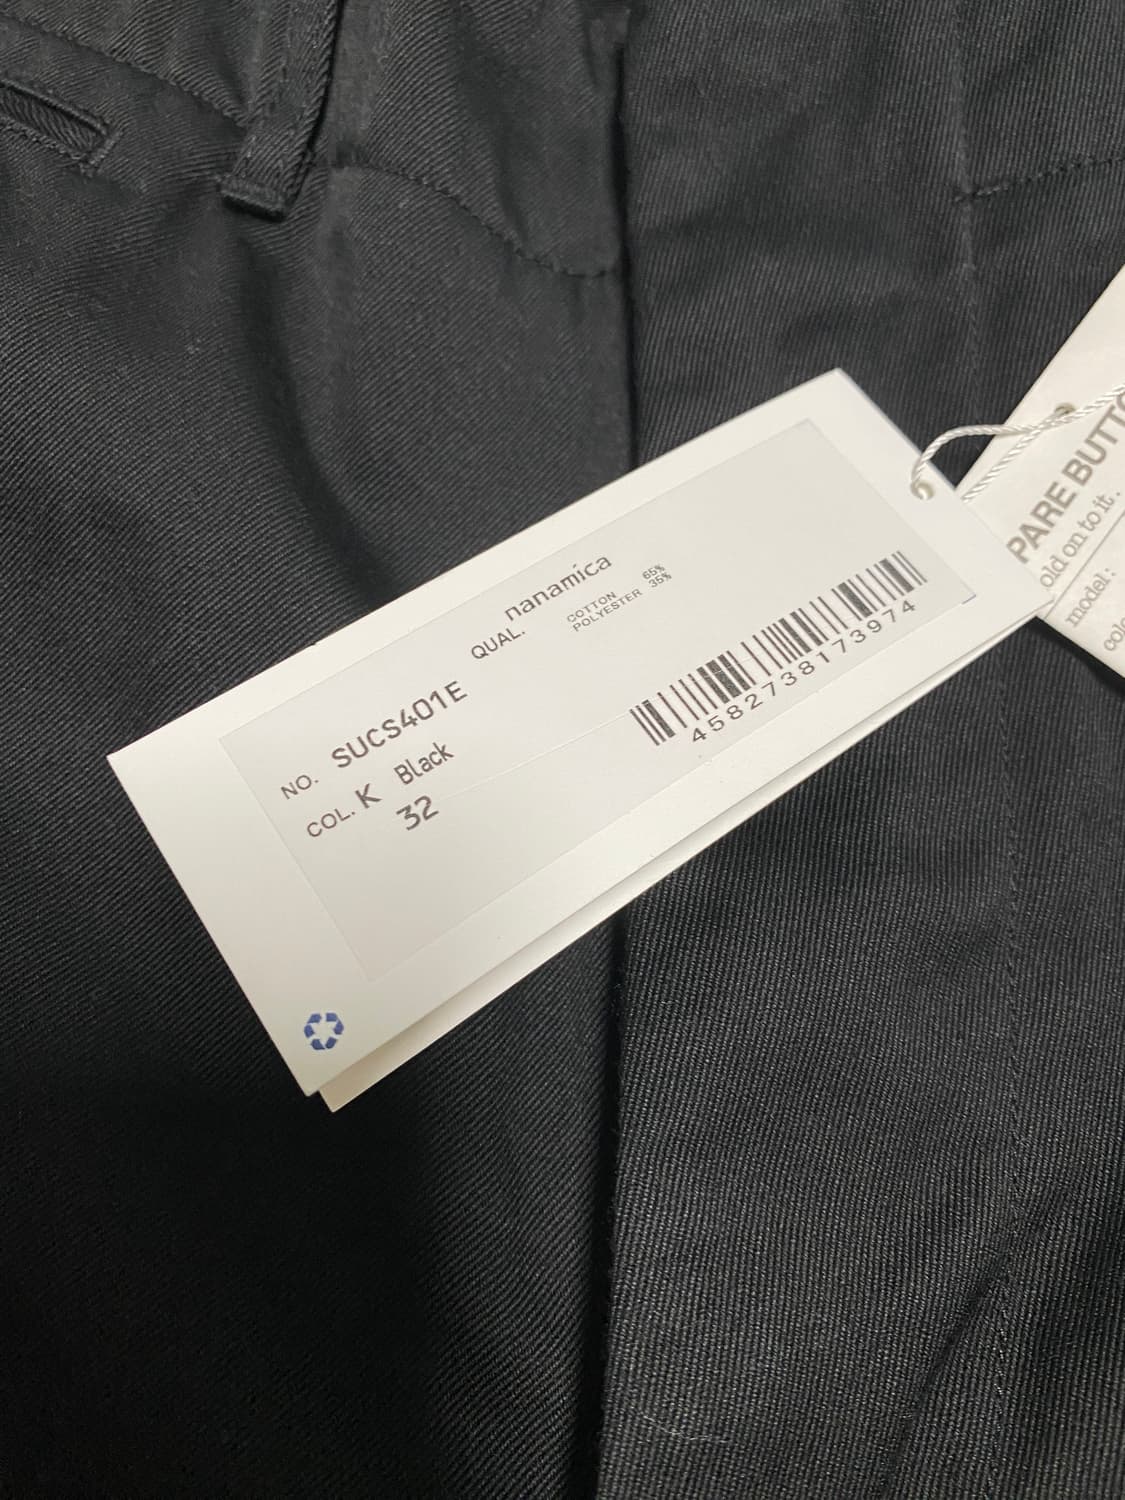 nanamica
NO. SUCS401E
QUAL.
COTTON 65%
POLYESTER 35%
COL. K Black
32
4582738173974
PARE BUTTO
old on to it.
model:
colo